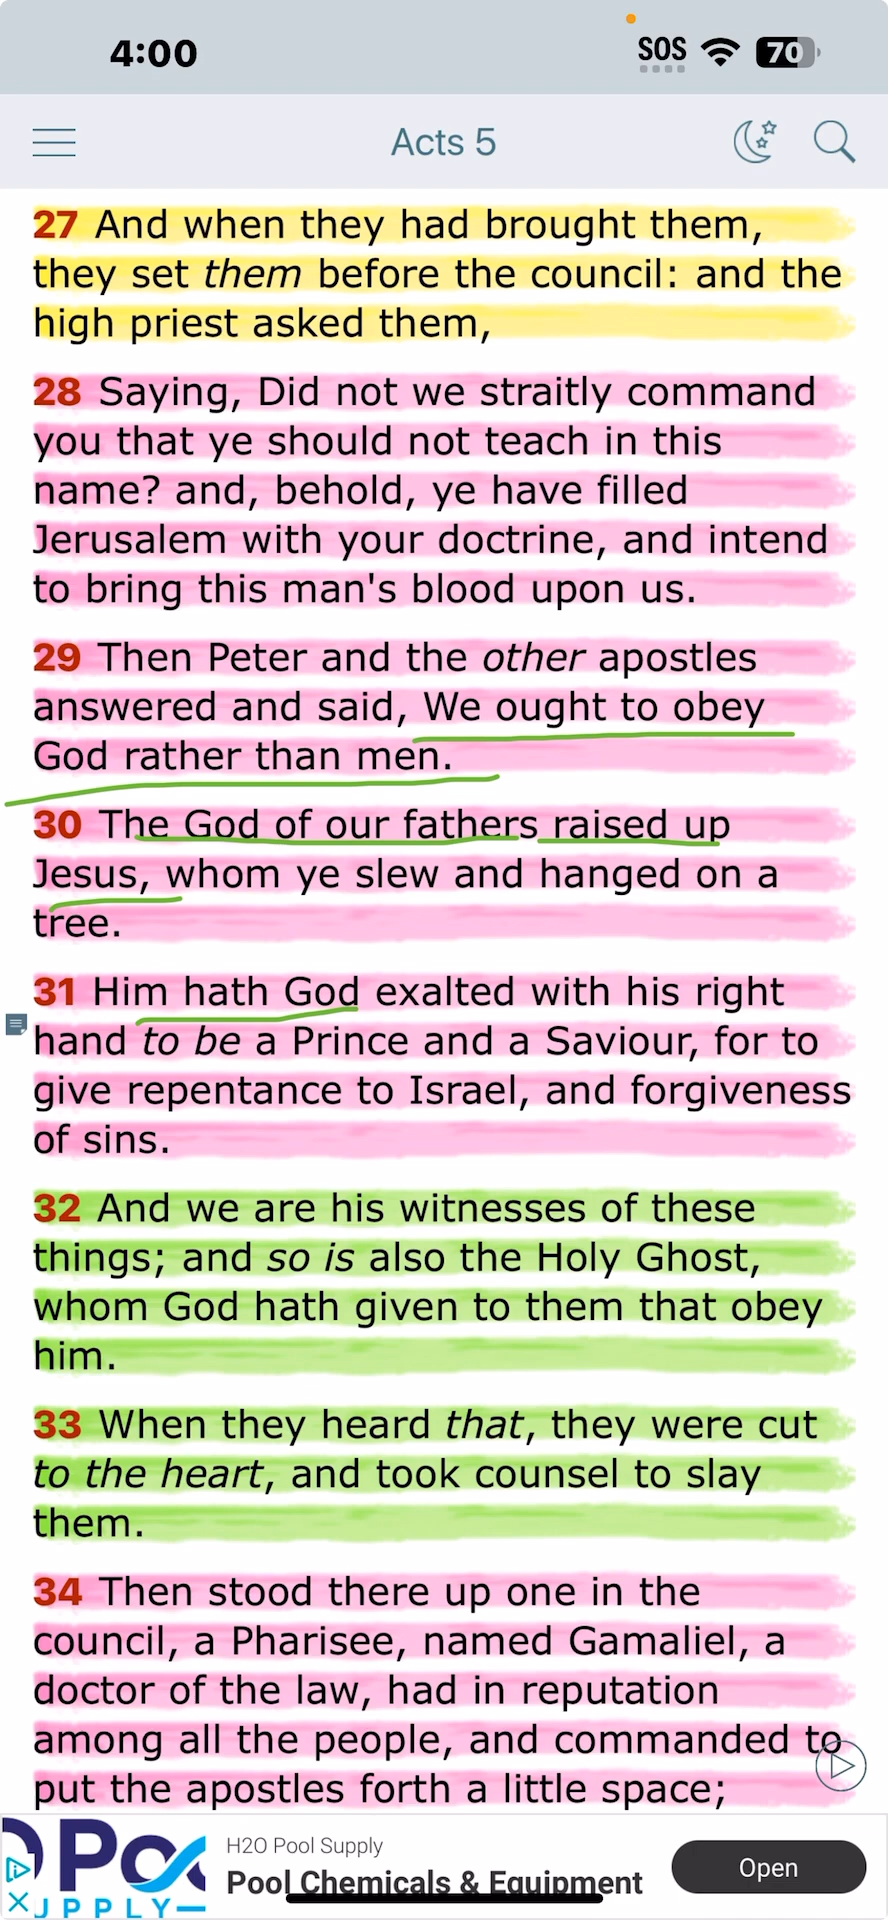 4:00
SOS
70
Acts 5
27 And when they had brought them,
they set them before the council: and the
high priest asked them,
28 Saying, Did not we straitly command
you that ye should not teach in this
name? and, behold, ye have filled
Jerusalem with your doctrine, and intend
to bring this man's blood upon us.
29 Then Peter and the other apostles
answered and said, We ought to obey
God rather than men.
30 The God of our fathers raised up
Jesus, whom ye slew and hanged on a
tree.
31 Him hath God exalted with his right
hand to be a Prince and a Saviour, for to
give repentance to Israel, and forgiveness
of sins.
32 And we are his witnesses of these
things; and so is also the Holy Ghost,
whom God hath given to them that obey
him.
33 When they heard that, they were cut
to the heart, and took counsel to slay
them.
34 Then stood there up one in the
council, a Pharisee, named Gamaliel, a
doctor of the law, had in reputation
among all the people, and commanded to
put the apostles forth a little space;
H2O Pool Supply
Pool Chemicals & Equipment
Open